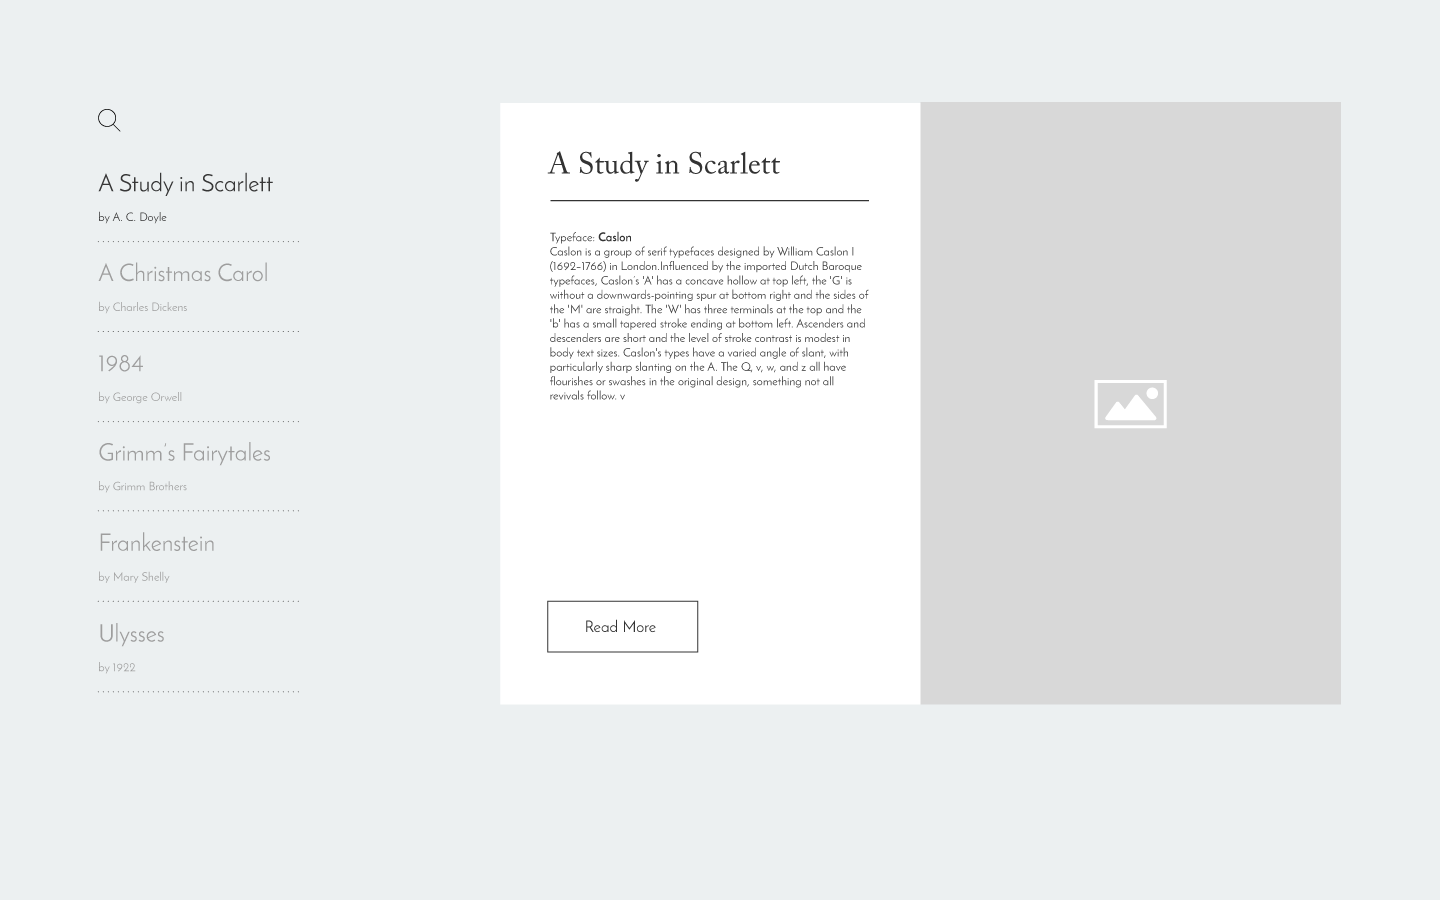 A Study in Scarlett
by A. C. Doyle
A Christmas Carol
by Charles Dickens
1984
by George Orwell
Grimm's Fairytales
by Grimm Brothers
Frankenstein
by Mary Shelly
Ulysses
by 1922
A Study in Scarlett
Typeface: Caslon
Caslon is a group of serif typefaces designed by William Caslon I
(1692–1766) in London.Influenced by the imported Dutch Baroque
typefaces, Caslon's 'A' has a concave hollow at top left, the 'G' is
without a downwards-pointing spur at bottom right and the sides of
the 'M' are straight. The 'W' has three terminals at the top and the
'b' has a small tapered stroke ending at bottom left. Ascenders and
descenders are short and the level of stroke contrast is modest in
body text sizes. Caslon's types have a varied angle of slant, with
particularly sharp slanting on the A. The Q, v, w, and z all have
flourishes or swashes in the original design, something not all
revivals follow. v
Read More